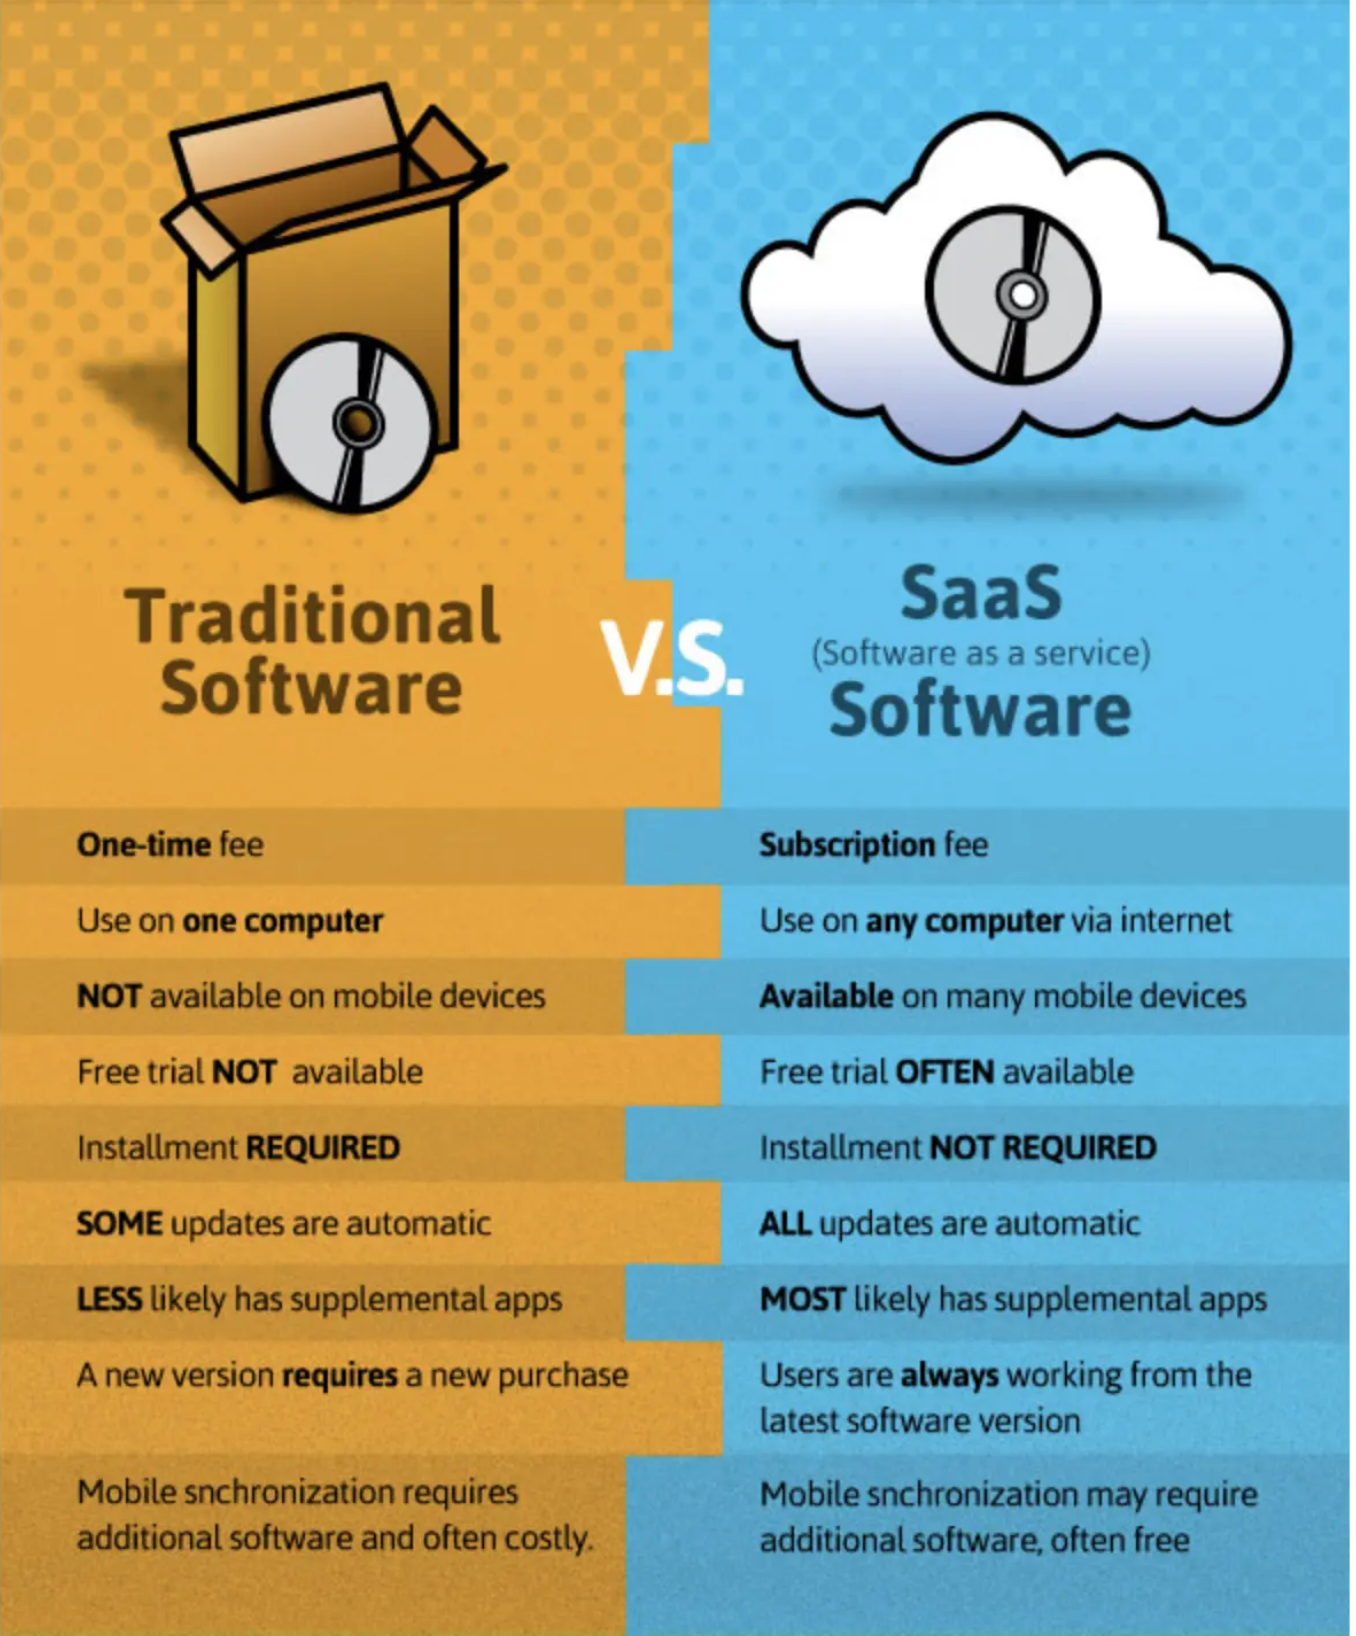 Traditional
Software
V.S.
SaaS
(Software as a service)
Software
One-time fee
Subscription fee
Use on one computer
Use on any computer via internet
NOT available on mobile devices
Available on many mobile devices
Free trial NOT available
Free trial OFTEN available
Installment REQUIRED
Installment NOT REQUIRED
SOME updates are automatic
ALL updates are automatic
LESS likely has supplemental apps
MOST likely has supplemental apps
A new version requires a new purchase
Users are always working from the
latest software version
Mobile snchronization requires
additional software and often costly.
Mobile snchronization may require
additional software, often free